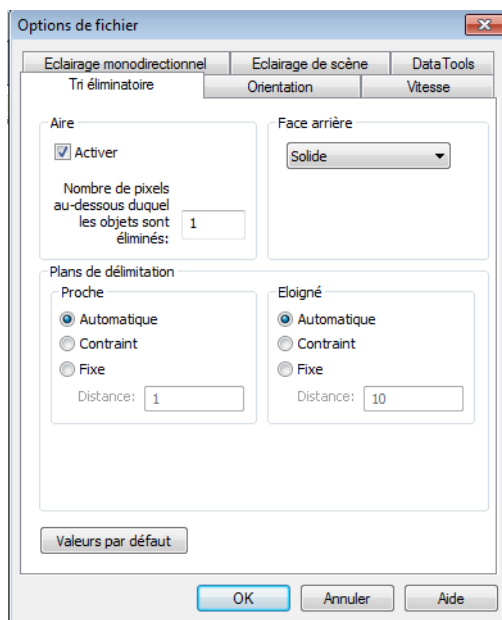 Options de fichier
Eclairage monodirectionnel
Eclairage de scène
DataTools
Tri éliminatoire
Orientation
Vitesse
Aire
Activer
Nombre de pixels
au-dessous duquel
les objets sont
éliminés:
1
Face arrière
Solide
Plans de délimitation
Proche
Automatique
Contraint
Fixe
Distance:
1
Eloigné
Automatique
Contraint
Fixe
Distance:
10
Valeurs par défaut
OK
Annuler
Aide